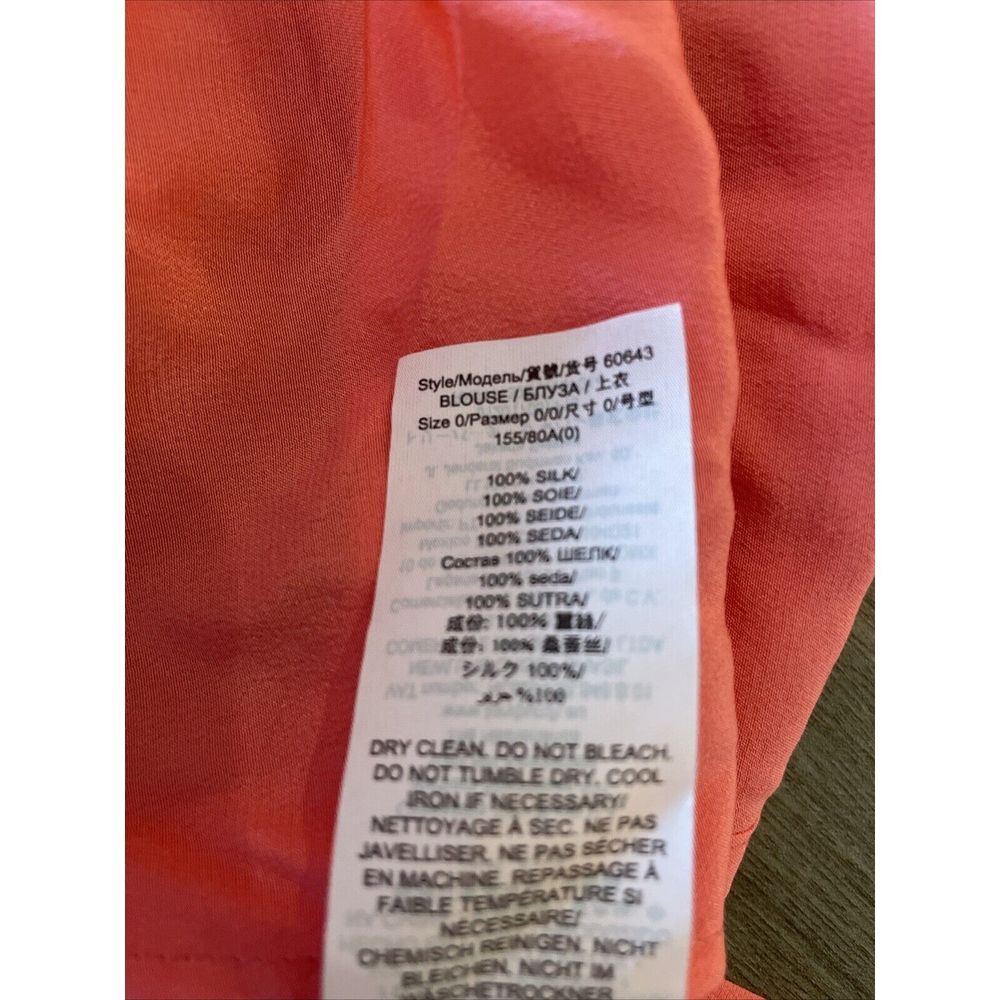 Style/Модель/貨號/货号 60643
BLOUSE / БЛУЗА / 上衣
Size 0/Размер 0/0/尺寸 0/号型
155/80A(0)
100% SILK/
100% SOIE/
100% SEIDE/
100% SEDA/
Состав 100% ШЕЛК/
100% seda/
100% SUTRA/
成份: 100% 蠶絲/
成份: 100% 桑蚕丝/
シルク 100%/
%100
DRY CLEAN. DO NOT BLEACH.
DO NOT TUMBLE DRY. COOL
IRON IF NECESSARY/
NETTOYAGE À SEC. NE PAS
JAVELLISER. NE PAS SÉCHER
EN MACHINE. REPASSAGE À
FAIBLE TEMPÉRATURE SI
NÉCESSAIRE/
CHEMISCH REINIGEN. NICHT
BLEICHEN. NICHT IM
WÄSCHETROCKNER